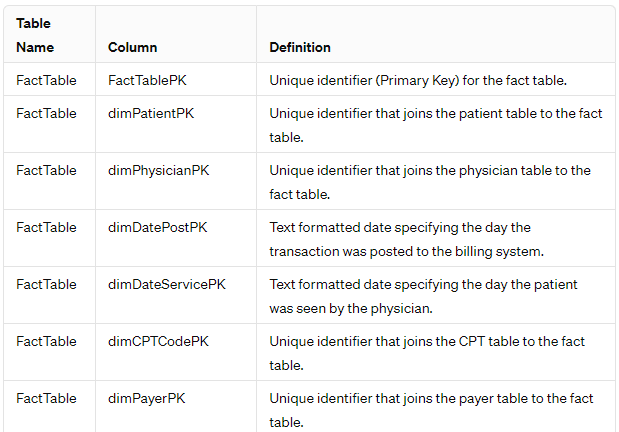 Table
Name Column Definition
FactTable FactTablePK Unique identifier (Primary Key) for the fact table.
FactTable dimPatientPK Unique identifier that joins the patient table to the fact
table.
FactTable dimPhysicianPK Unique identifier that joins the physician table to the
fact table.
FactTable dimDatePostPK Text formatted date specifying the day the
transaction was posted to the billing system.
FactTable dimDateServicePK Text formatted date specifying the day the patient
was seen by the physician.
FactTable dimCPTCodePK Unique identifier that joins the CPT table to the fact
table.
FactTable dimPayerPK Unique identifier that joins the payer table to the fact
table.